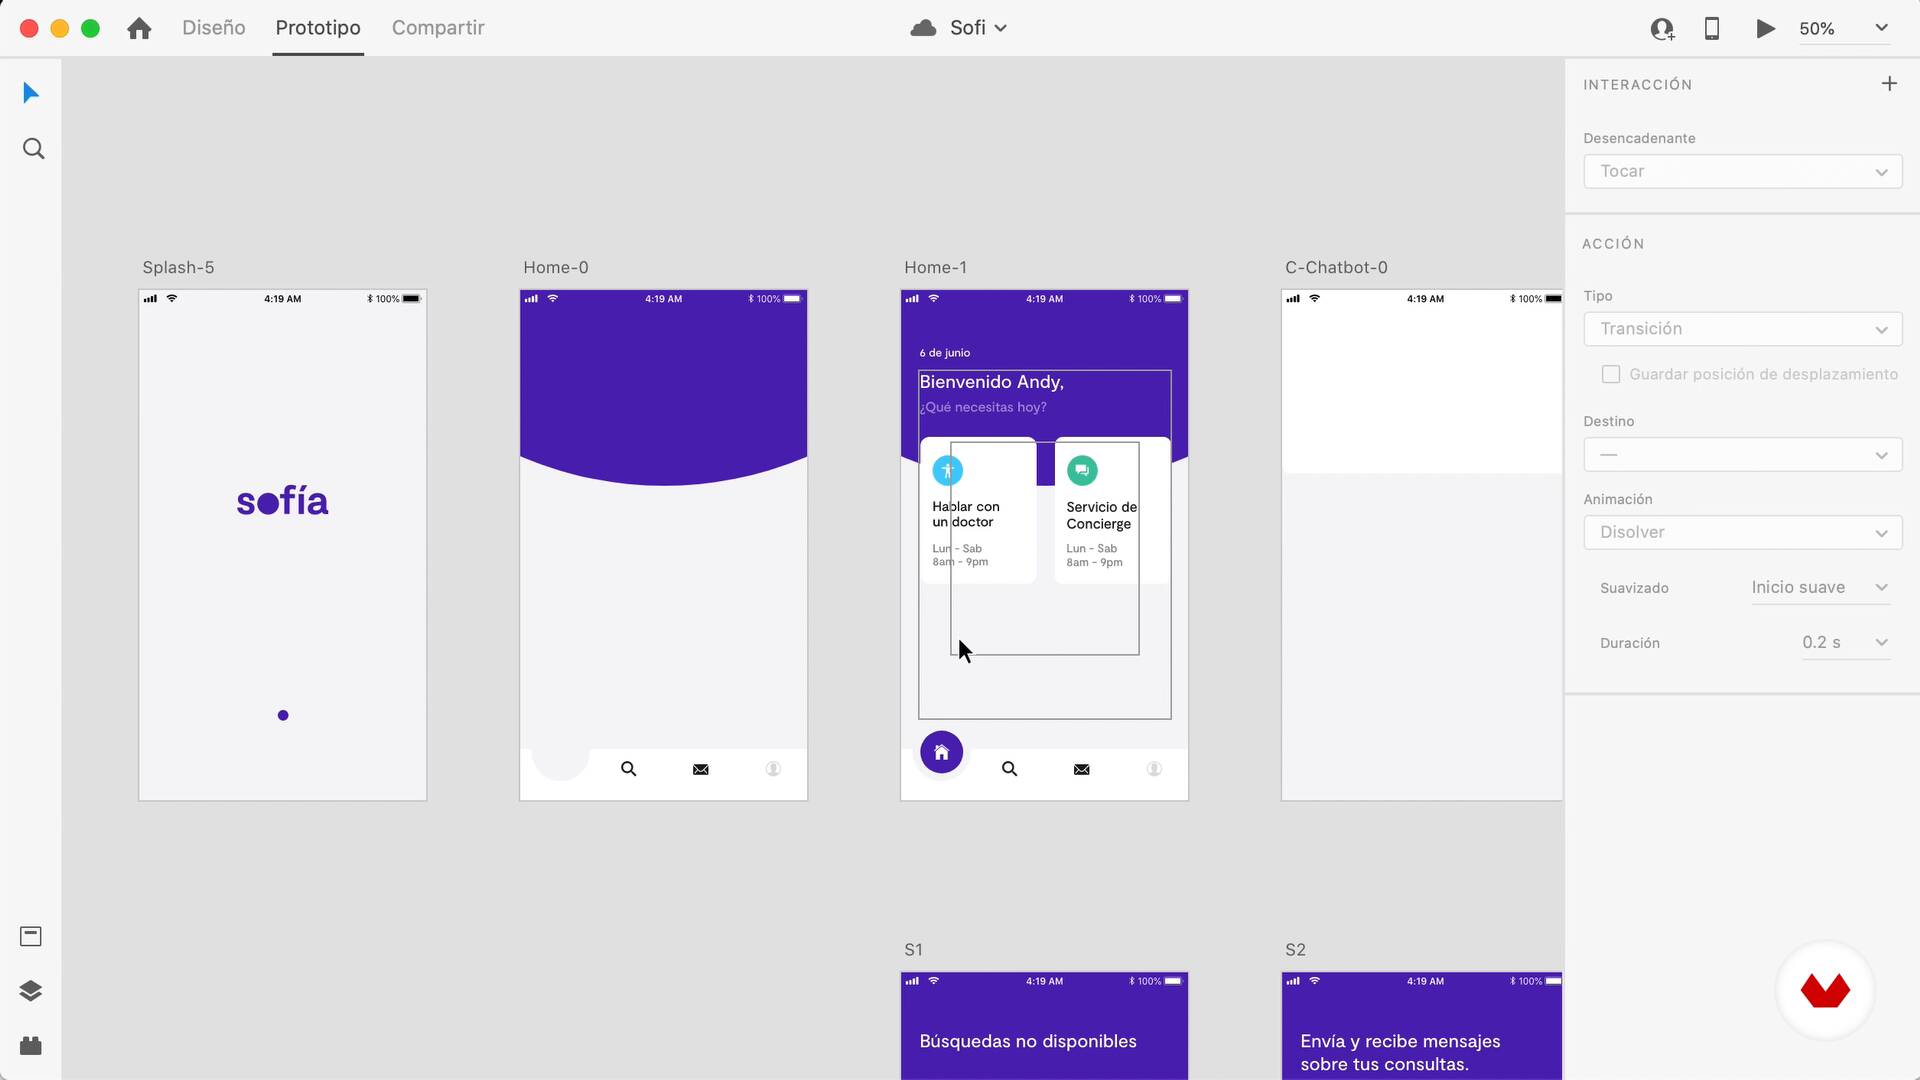 Diseño
Prototipo
Compartir
Sofi
50%
INTERACCIÓN
Desencadenante
Tocar
ACCIÓN
Tipo
Transición
Guardar posición de desplazamiento
Destino
—
Animación
Disolver
Suavizado
Inicio suave
Duración
0.2 s
Splash-5
4:19 AM
100%
sofía
Home-0
4:19 AM
100%
Home-1
4:19 AM
100%
6 de junio
Bienvenido Andy,
¿Qué necesitas hoy?
Hablar con
un doctor
Lun - Sab
8am - 9pm
Servicio de
Concierge
Lun - Sab
8am - 9pm
C-Chatbot-0
4:19 AM
100%
S1
4:19 AM
100%
Búsquedas no disponibles
S2
4:19 AM
100%
Envía y recibe mensajes
sobre tus consultas.